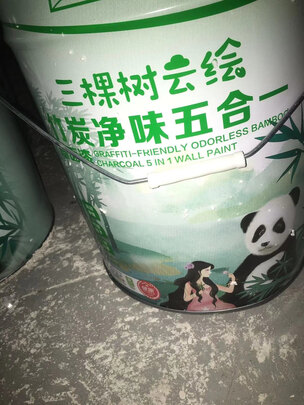 三棵树云绘
竹炭净味五合一
GRAFFITI-FRIENDLY ODORLESS BAMBOO
CHARCOAL 5 IN 1 WALL PAINT